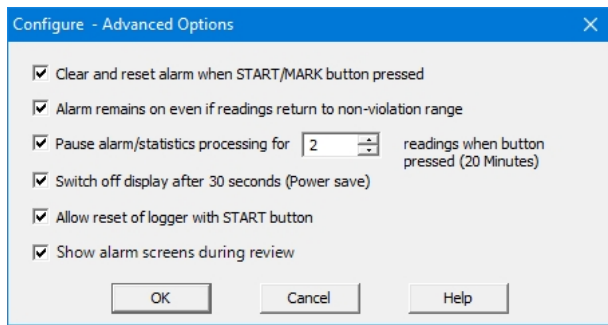 Configure - Advanced Options
Clear and reset alarm when START/MARK button pressed
Alarm remains on even if readings return to non-violation range
Pause alarm/statistics processing for 2 readings when button
pressed (20 Minutes)
Switch off display after 30 seconds (Power save)
Allow reset of logger with START button
Show alarm screens during review
OK Cancel Help